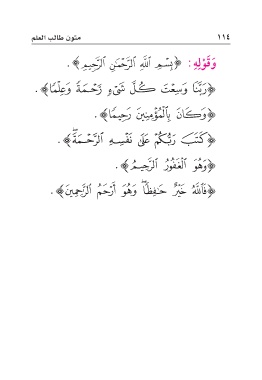 ١١٤ متون طالب العلم
وَقَوْلِهِ: ﴿بِسْمِ ٱللَّهِ ٱلرَّحْمَٰنِ ٱلرَّحِيمِ﴾.
﴿رَبَّنَا وَسِعْتَ كُلَّ شَىْءٍ رَّحْمَةً وَعِلْمًا﴾.
﴿وَكَانَ بِٱلْمُؤْمِنِينَ رَحِيمًا﴾.
﴿كَتَبَ رَبُّكُمْ عَلَىٰ نَفْسِهِ ٱلرَّحْمَةَ﴾.
﴿وَهُوَ ٱلْغَفُورُ ٱلرَّحِيمُ﴾.
﴿فَٱللَّهُ خَيْرٌ حَٰفِظًاۖ وَهُوَ أَرْحَمُ ٱلرَّٰحِمِينَ﴾.